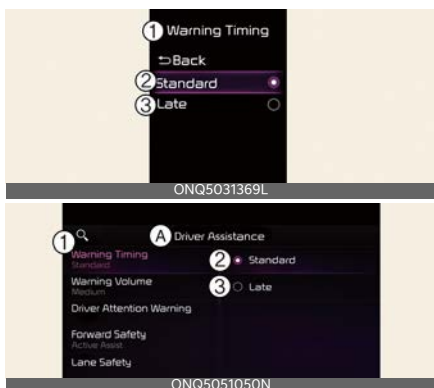 ① Warning Timing
Back
② Standard
③ Late
ONQ5031369L
Ⓐ Driver Assistance
① Warning Timing
Standard
② Standard
Warning Volume
Medium
③ Late
Driver Attention Warning
Forward Safety
Active Assist
Lane Safety
ONQ5051050N